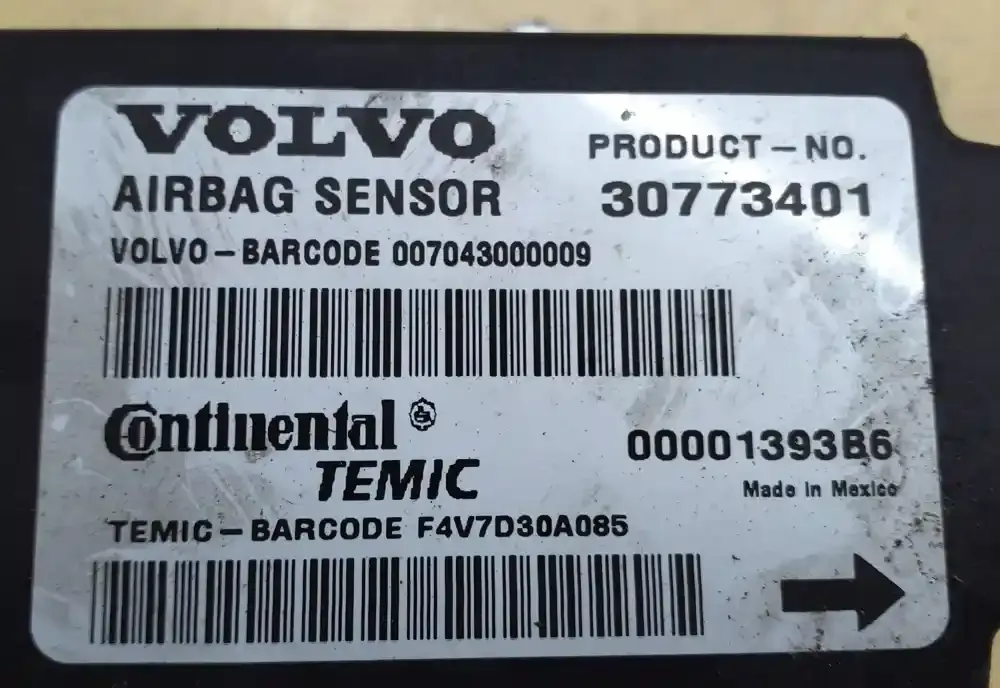 VOLVO
PRODUCT-NO.
AIRBAG SENSOR
30773401
VOLVO-BARCODE 007043000009
Continental
TEMIC
00001393B6
Made in Mexico
TEMIC-BARCODE F4V7D30A085